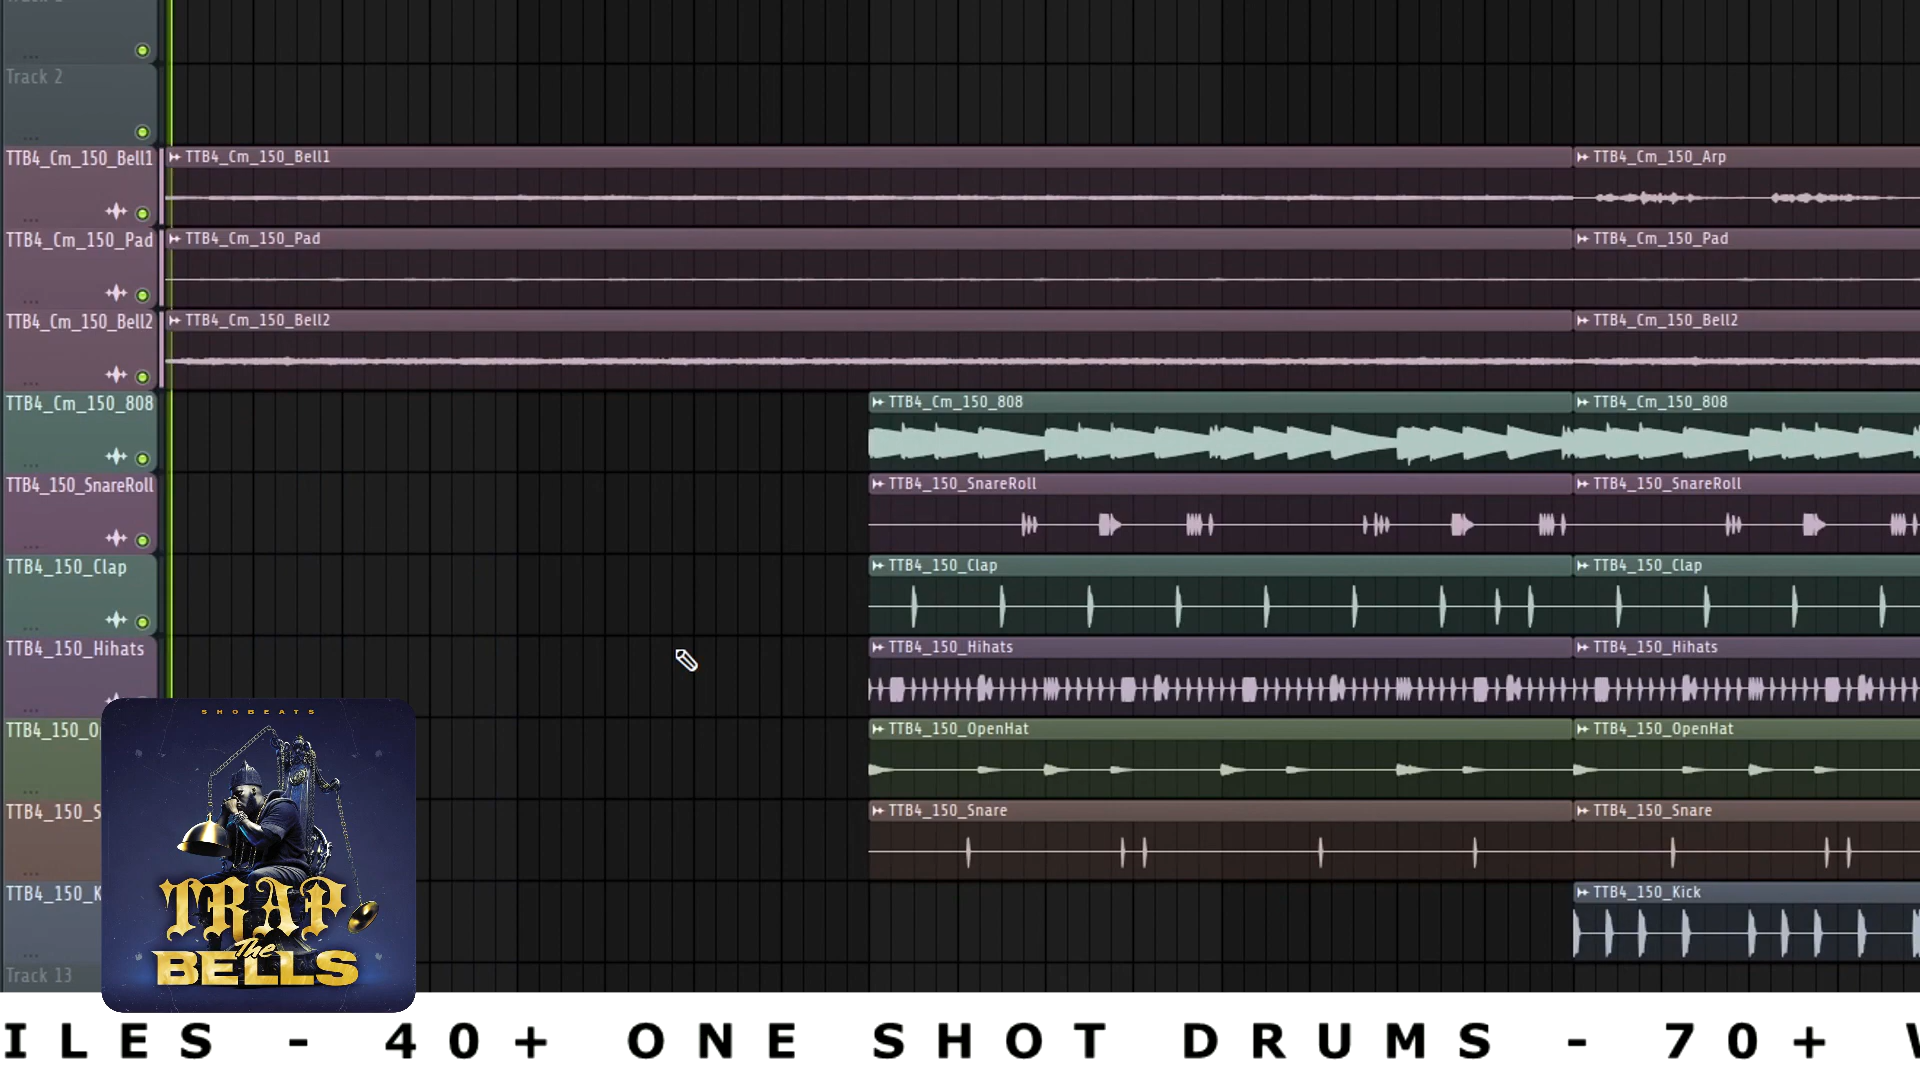 Track 2
TTB4_Cm_150_Bell1
TTB4_Cm_150_Bell1
TTB4_Cm_150_Arp
TTB4_Cm_150_Pad
TTB4_Cm_150_Pad
TTB4_Cm_150_Pad
TTB4_Cm_150_Bell2
TTB4_Cm_150_Bell2
TTB4_Cm_150_Bell2
TTB4_Cm_150_808
TTB4_Cm_150_808
TTB4_Cm_150_808
TTB4_150_SnareRoll
TTB4_150_SnareRoll
TTB4_150_SnareRoll
TTB4_150_Clap
TTB4_150_Clap
TTB4_150_Clap
TTB4_150_Hihats
TTB4_150_Hihats
TTB4_150_Hihats
TTB4_150_Op
TTB4_150_OpenHat
TTB4_150_OpenHat
TTB4_150_S
TTB4_150_Snare
TTB4_150_Snare
TTB4_150_K
TTB4_150_Kick
Track 13
SHOBEATS
TRAP
The
BELLS
ILES - 40+ ONE SHOT DRUMS - 70+